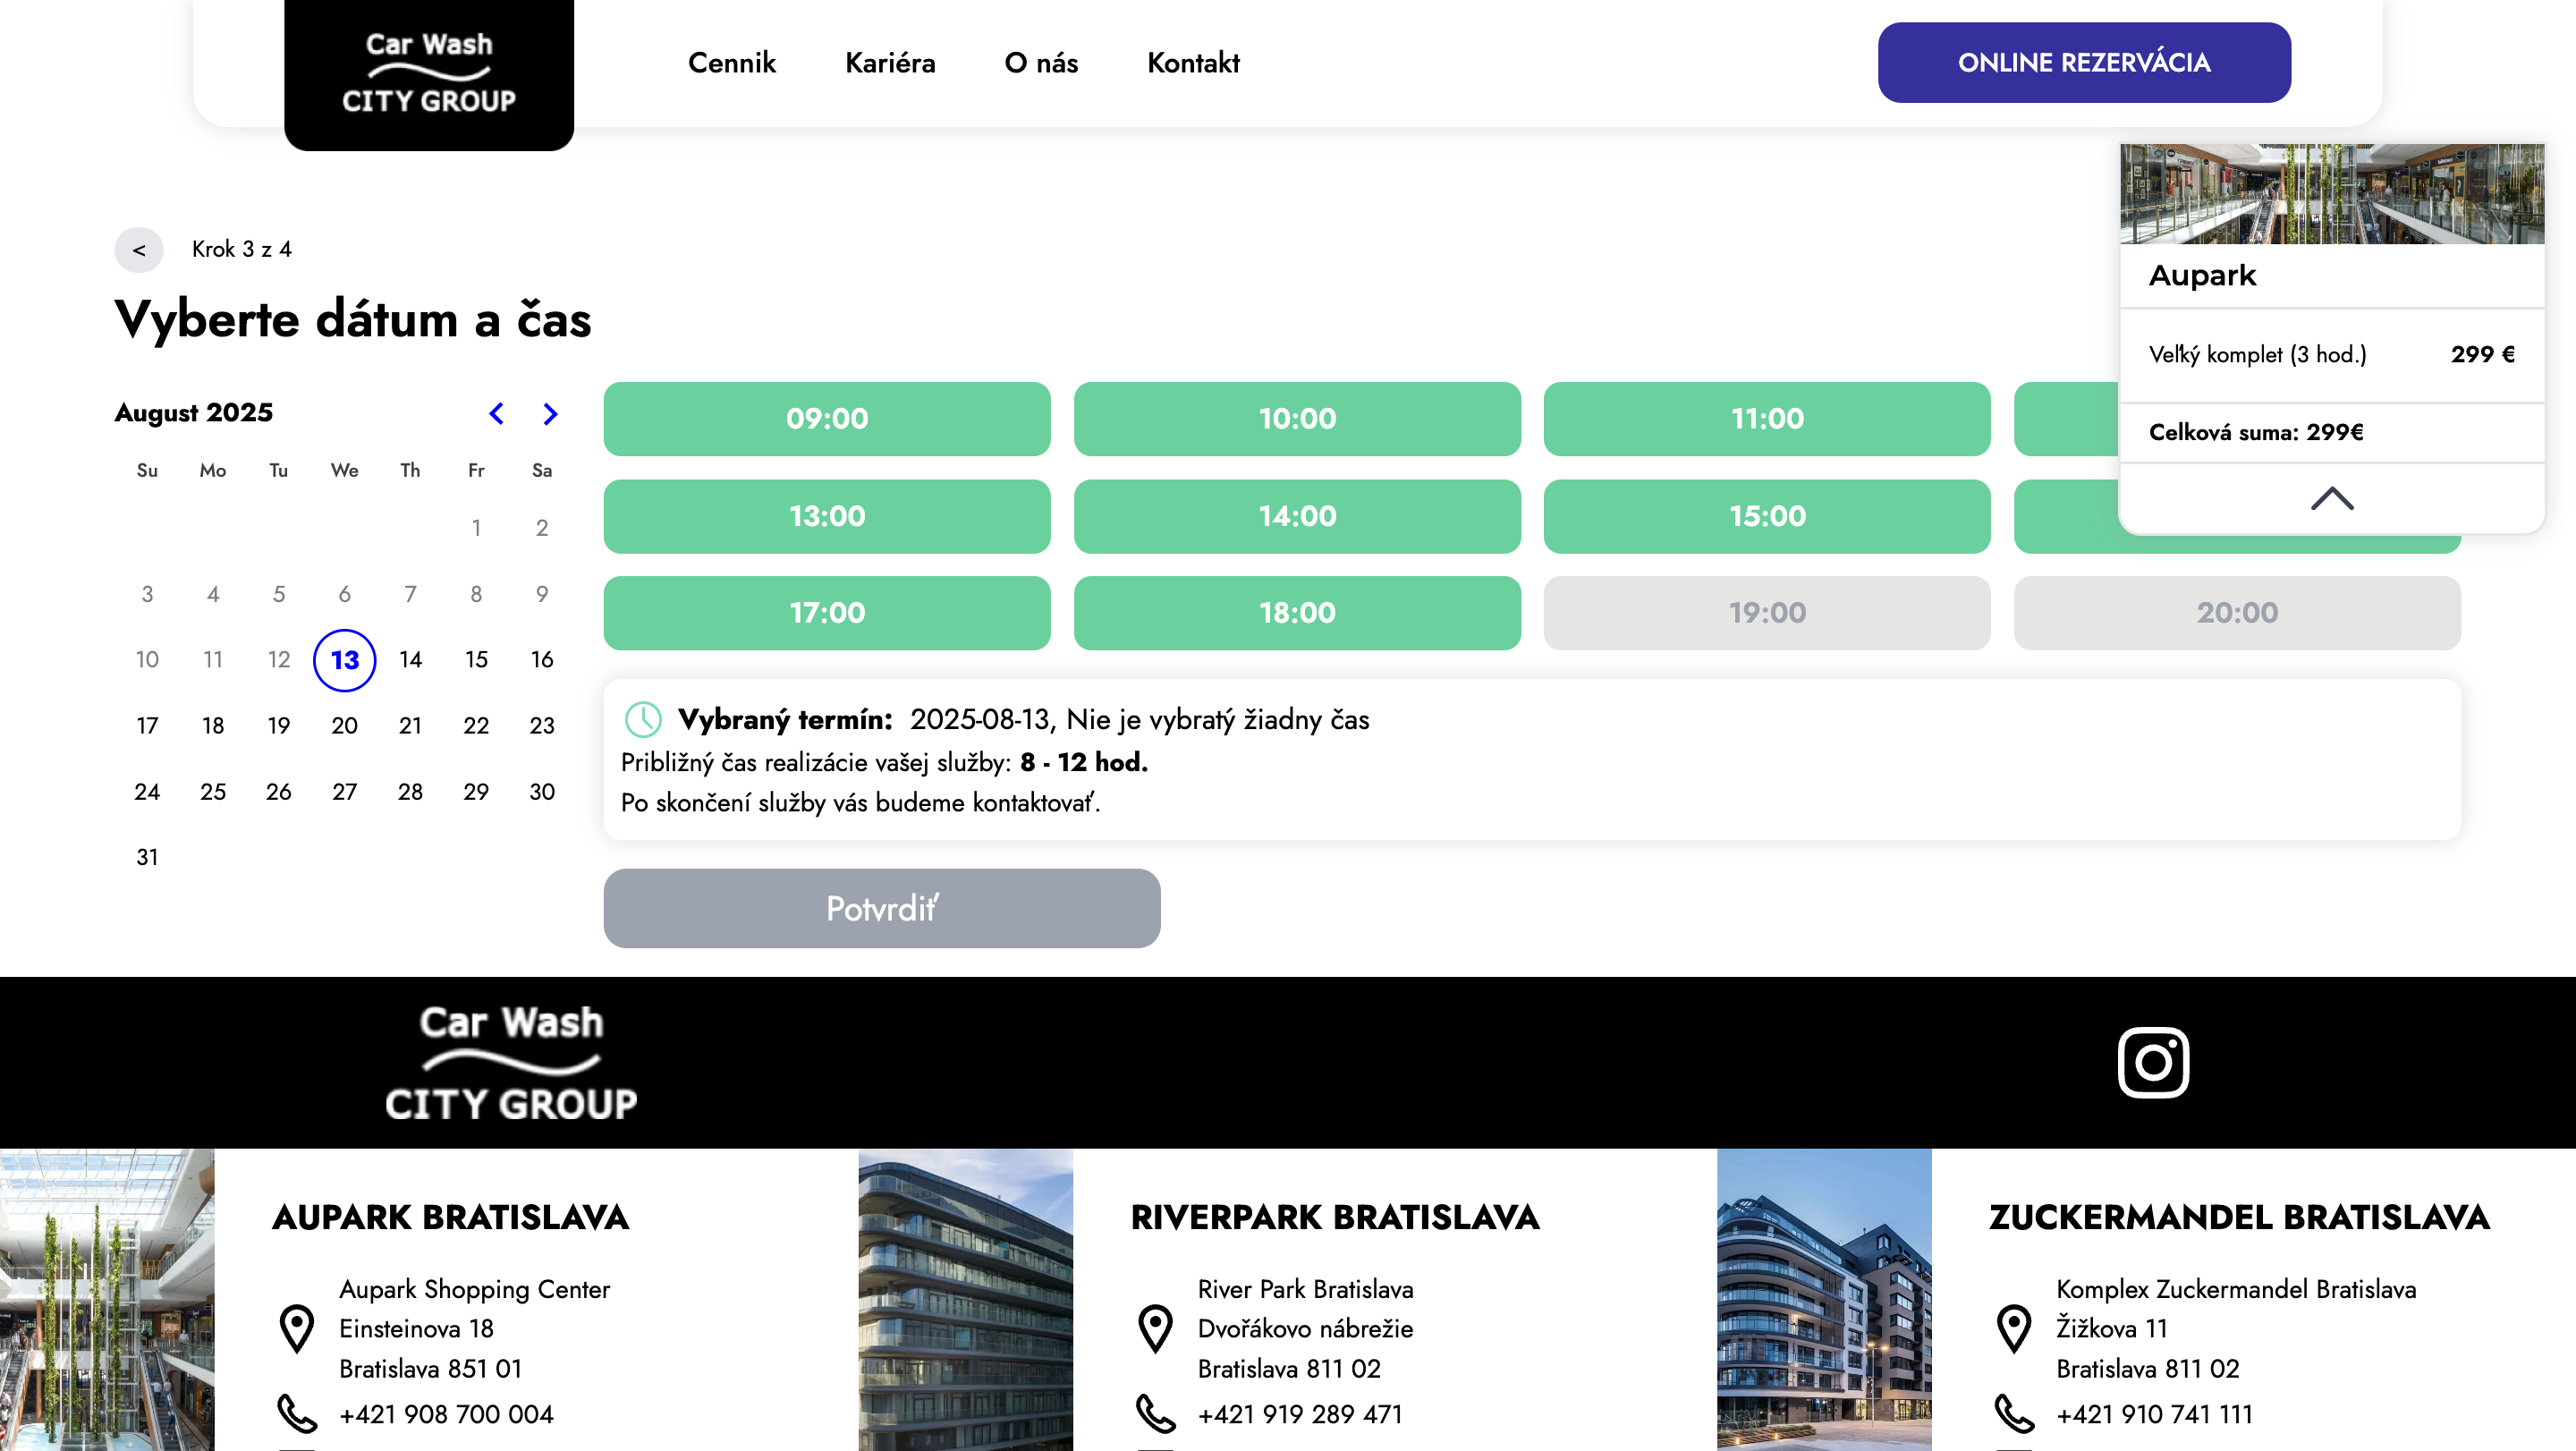 Car Wash
CITY GROUP
Cennik
Kariéra
O nás
Kontakt
ONLINE REZERVÁCIA
< Krok 3 z 4
Vyberte dátum a čas
Aupark
Veľký komplet (3 hod.) 299 €
Celková suma: 299€
August 2025
Su Mo Tu We Th Fr Sa
1 2
3 4 5 6 7 8 9
10 11 12 13 14 15 16
17 18 19 20 21 22 23
24 25 26 27 28 29 30
31
09:00 10:00 11:00
13:00 14:00 15:00
17:00 18:00 19:00 20:00
Vybraný termín: 2025-08-13, Nie je vybratý žiadny čas
Približný čas realizácie vašej služby: 8 - 12 hod.
Po skončení služby vás budeme kontaktovať.
Potvrdiť
Car Wash
CITY GROUP
AUPARK BRATISLAVA
Aupark Shopping Center
Einsteinova 18
Bratislava 851 01
+421 908 700 004
RIVERPARK BRATISLAVA
River Park Bratislava
Dvořákovo nábrežie
Bratislava 811 02
+421 919 289 471
ZUCKERMANDEL BRATISLAVA
Komplex Zuckermandel Bratislava
Žižkova 11
Bratislava 811 02
+421 910 741 111